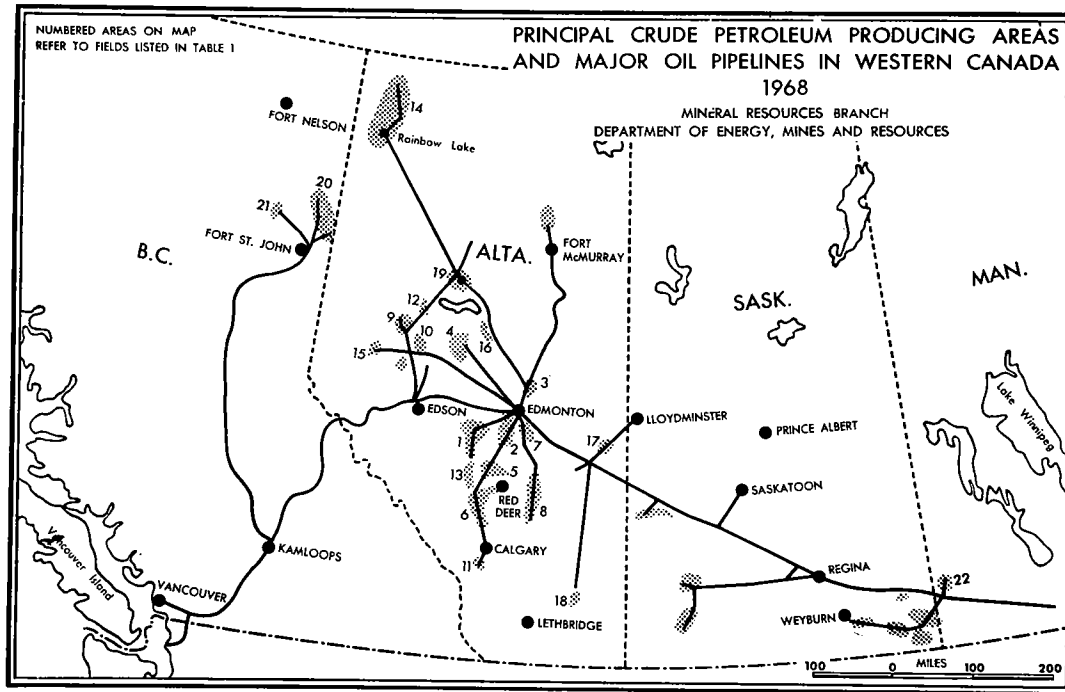 NUMBERED AREAS ON MAP
REFER TO FIELDS LISTED IN TABLE 1
PRINCIPAL CRUDE PETROLEUM PRODUCING AREAS
AND MAJOR OIL PIPELINES IN WESTERN CANADA
1968
MINERAL RESOURCES BRANCH
DEPARTMENT OF ENERGY, MINES AND RESOURCES
FORT NELSON
14
Rainbow Lake
20
21
FORT ST. JOHN
B.C.
ALTA.
FORT
McMURRAY
SASK.
MAN.
19
12
9
10
4
16
15
3
EDSON
EDMONTON
LLOYDMINSTER
PRINCE ALBERT
Lake Winnipeg
1
2
7
17
13
5
RED
DEER
8
6
SASKATOON
CALGARY
11
KAMLOOPS
Vancouver Island
VANCOUVER
18
LETHBRIDGE
REGINA
22
WEYBURN
MILES
100
0
100
200